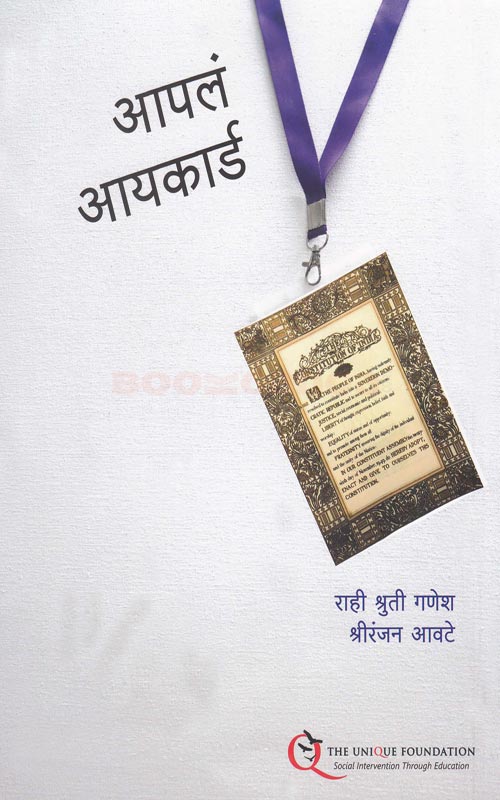 आपलं
आयकार्ड
CONSTITUTION OF INDIA
WE THE PEOPLE OF INDIA, having solemnly
resolved to constitute India into a SOVEREIGN DEMO-
CRATIC REPUBLIC and to secure to all its citizens:
JUSTICE, social, economic and political;
LIBERTY of thought, expression, belief, faith and
worship;
EQUALITY of status and of opportunity;
and to promote among them all
FRATERNITY assuring the dignity of the individual
and the unity of the Nation;
IN OUR CONSTITUENT ASSEMBLY this twenty-
sixth day of November 1949, do HEREBY ADOPT,
ENACT AND GIVE TO OURSELVES THIS
CONSTITUTION.
राही श्रुती गणेश
श्रीरंजन आवटे
THE UNIQUE FOUNDATION
Social Intervention Through Education